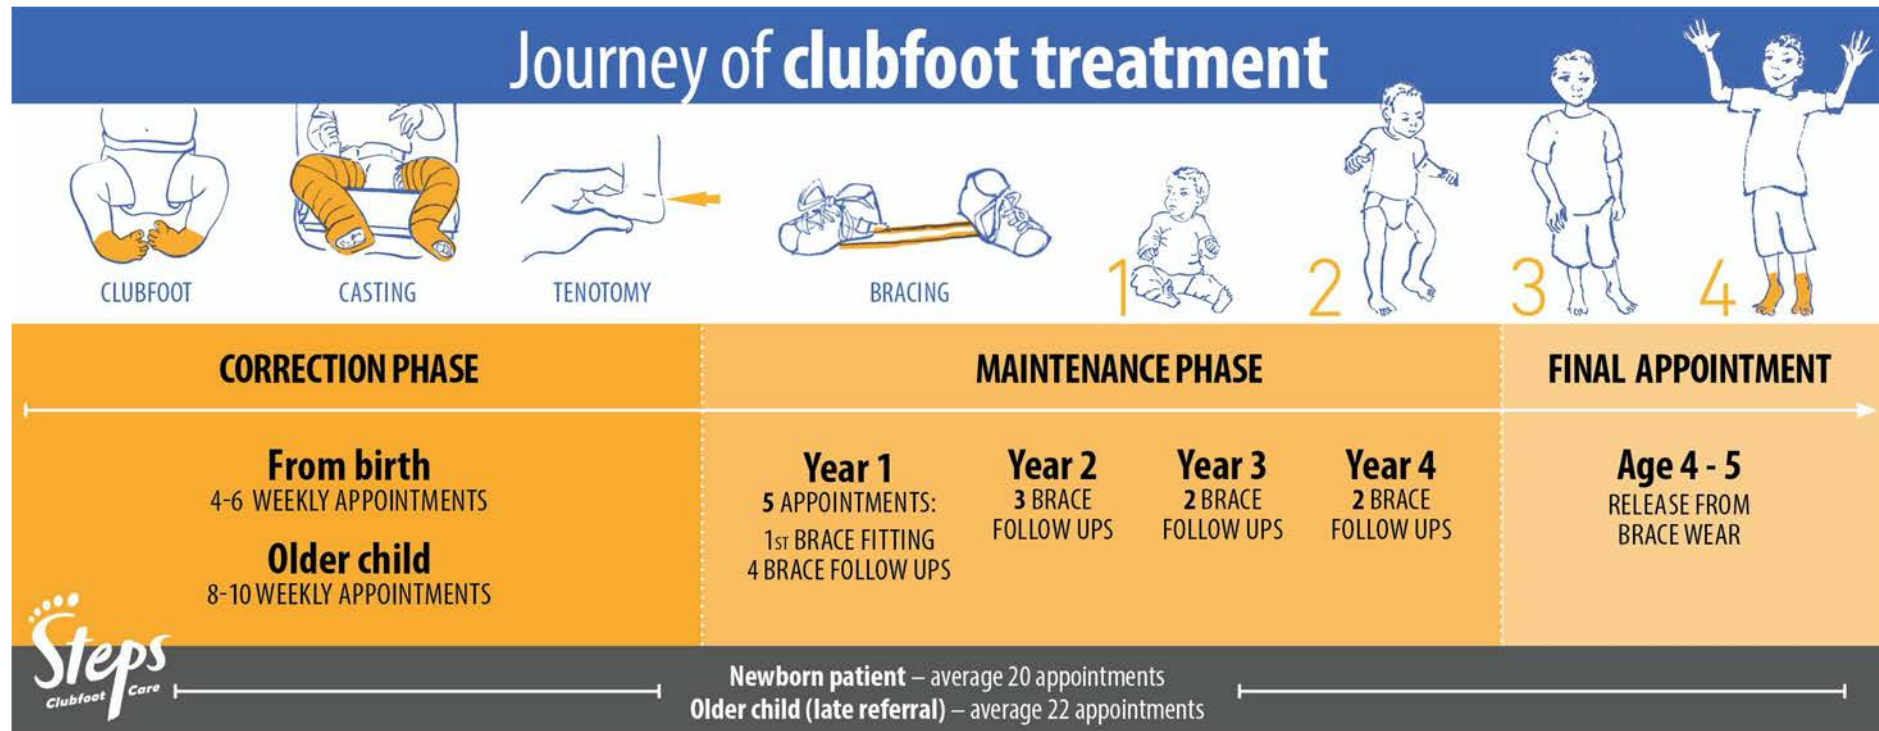 Journey of clubfoot treatment
CLUBFOOT
CASTING
TENOTOMY
BRACING
1
2
3
4
CORRECTION PHASE
MAINTENANCE PHASE
FINAL APPOINTMENT
From birth
4-6 WEEKLY APPOINTMENTS
Older child
8-10 WEEKLY APPOINTMENTS
Year 1
5 APPOINTMENTS:
1ST BRACE FITTING
4 BRACE FOLLOW UPS
Year 2
3 BRACE
FOLLOW UPS
Year 3
2 BRACE
FOLLOW UPS
Year 4
2 BRACE
FOLLOW UPS
Age 4 - 5
RELEASE FROM
BRACE WEAR
Steps
Clubfoot Care
Newborn patient – average 20 appointments
Older child (late referral) – average 22 appointments